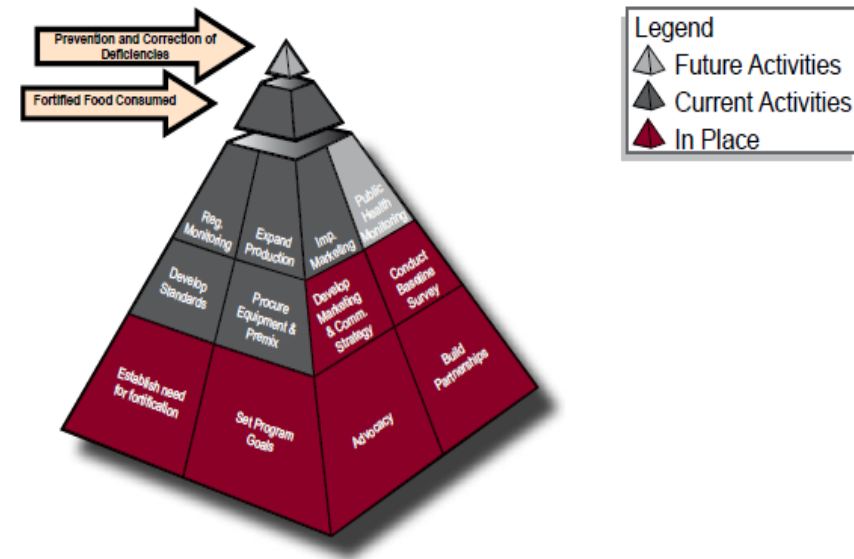 Prevention and Correction of
Deficiencies
Fortified Food Consumed
Legend
Future Activities
Current Activities
In Place
Reg.
Monitoring
Expand
Production
Imp.
Marketing
Public
Health
Monitoring
Develop
Standards
Procure
Equipment &
Premix
Develop
Marketing
& Comm.
Strategy
Conduct
Baseline
Survey
Establish need
for fortification
Set Program
Goals
Advocacy
Build
Partnerships